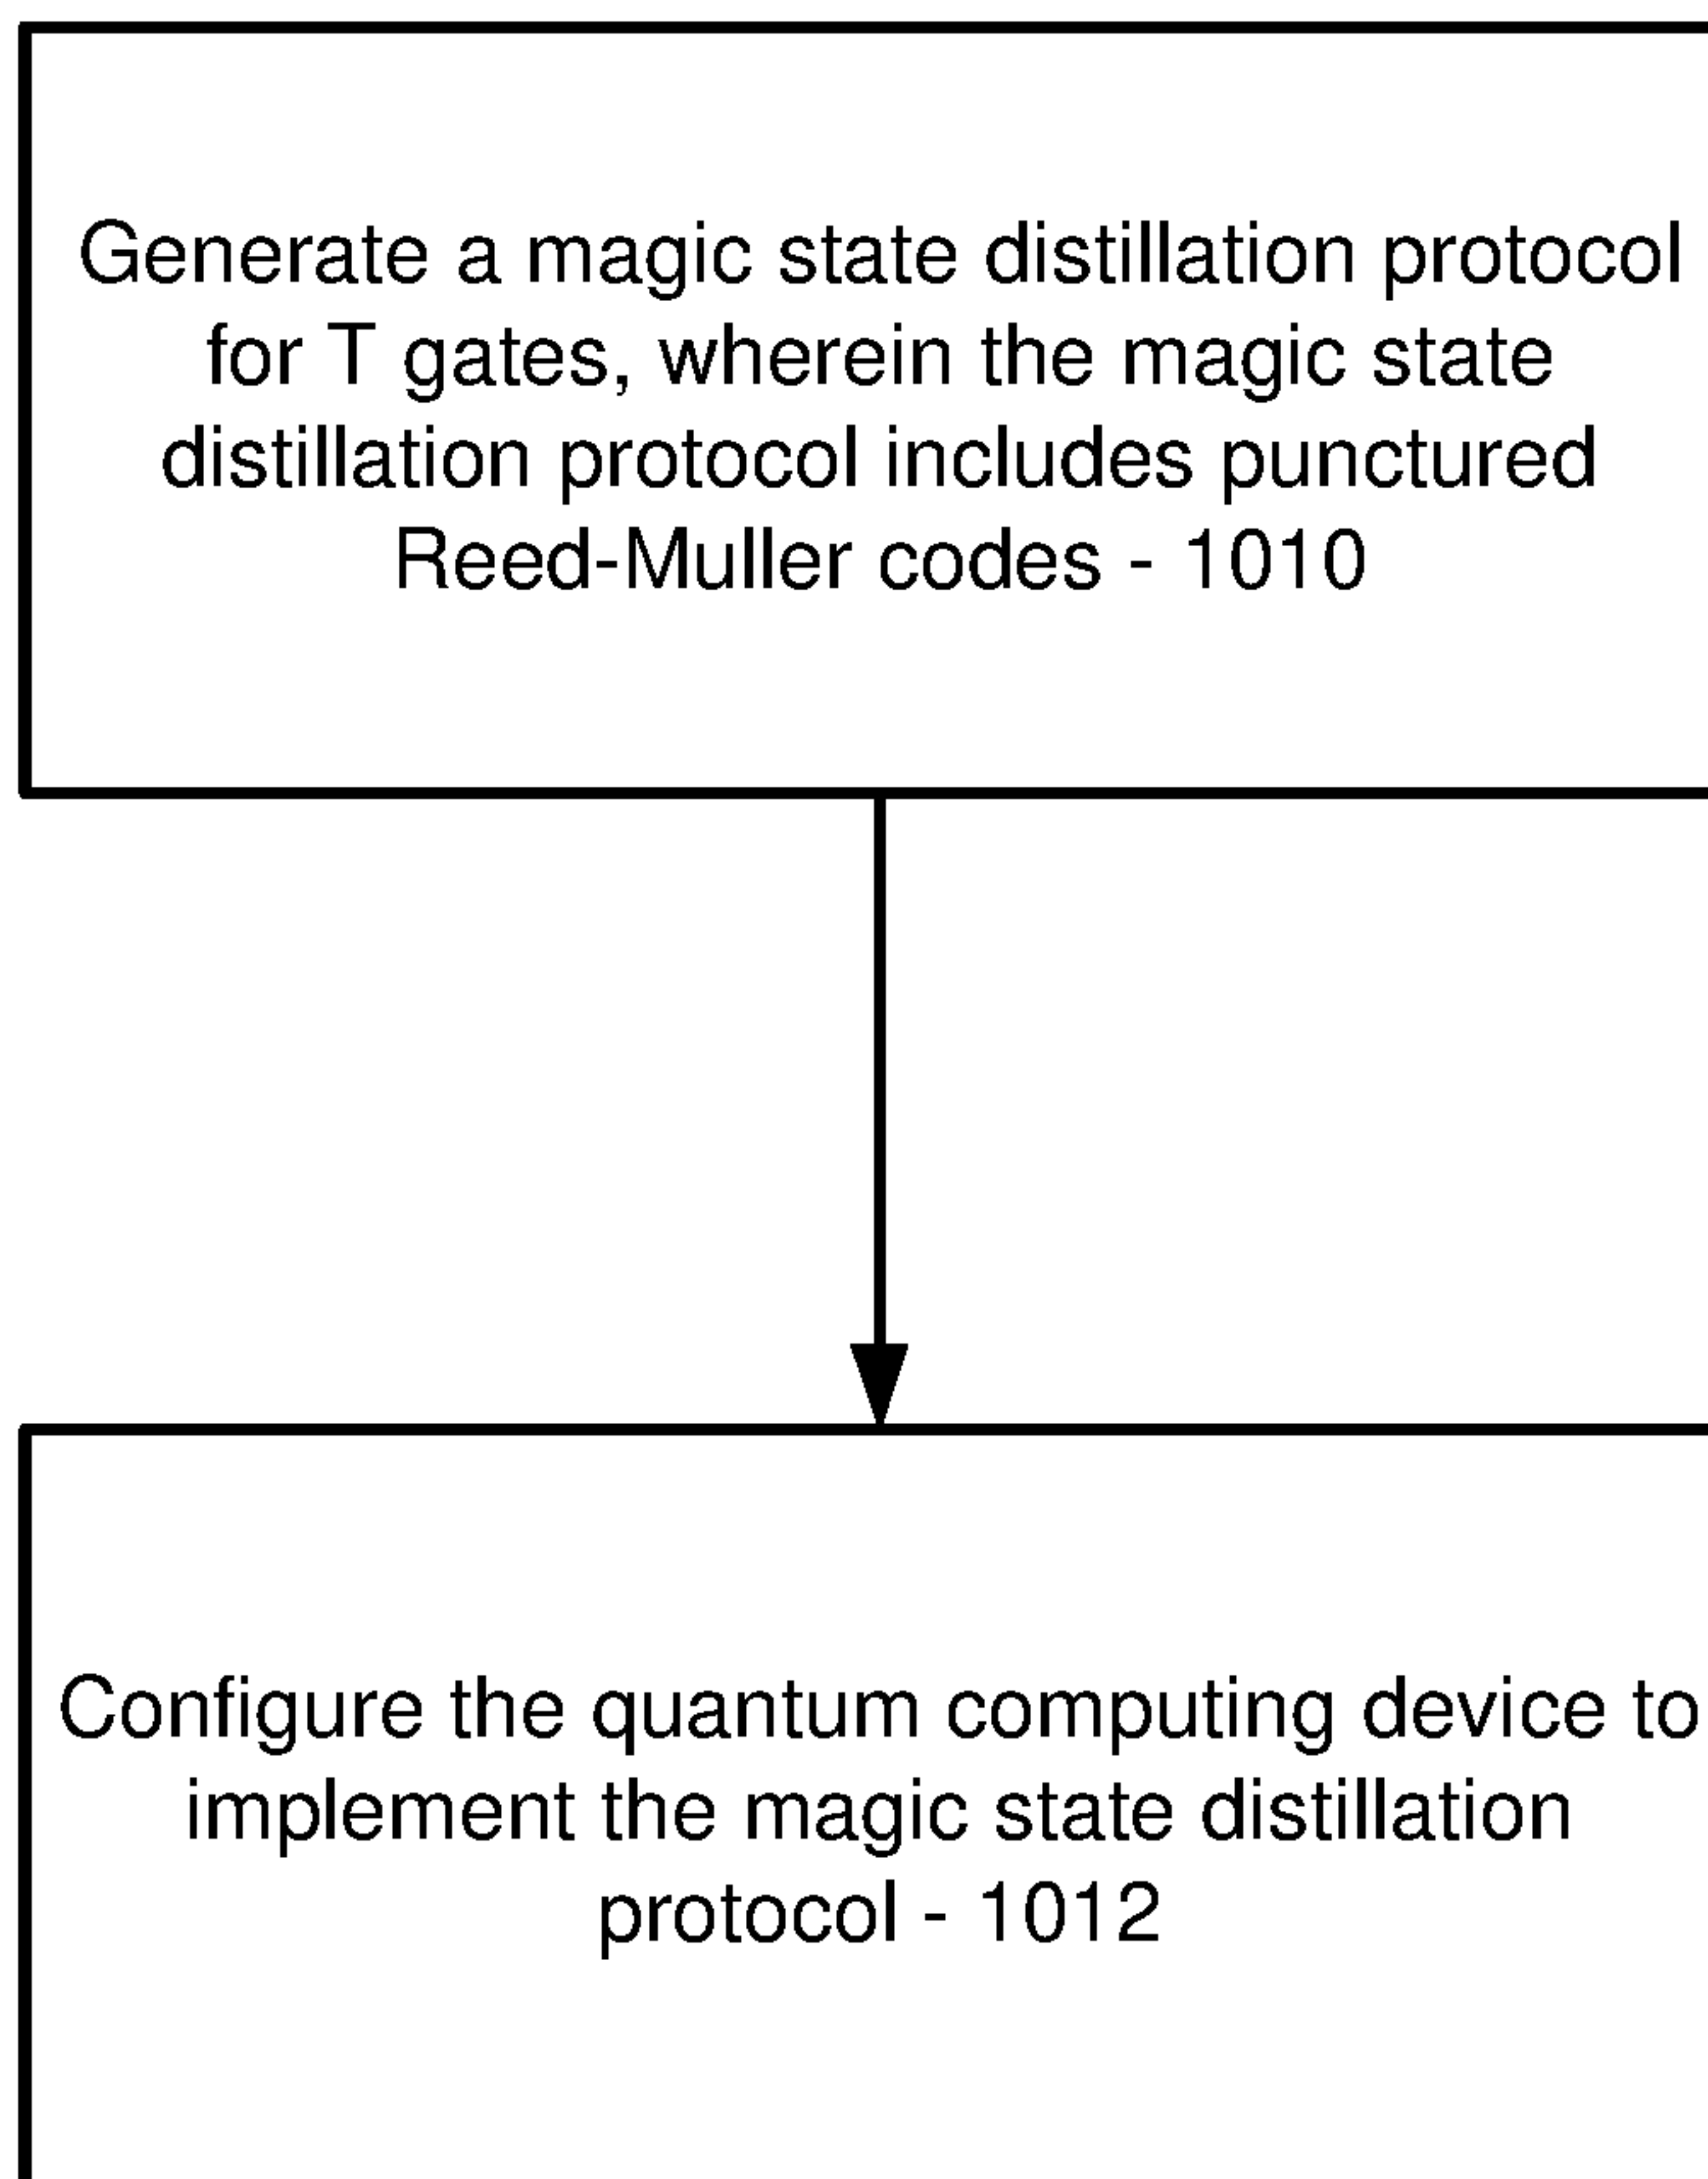 Generate a magic state distillation protocol
for T gates, wherein the magic state
distillation protocol includes punctured
Reed-Muller codes - 1010
Configure the quantum computing device to
implement the magic state distillation
protocol - 1012